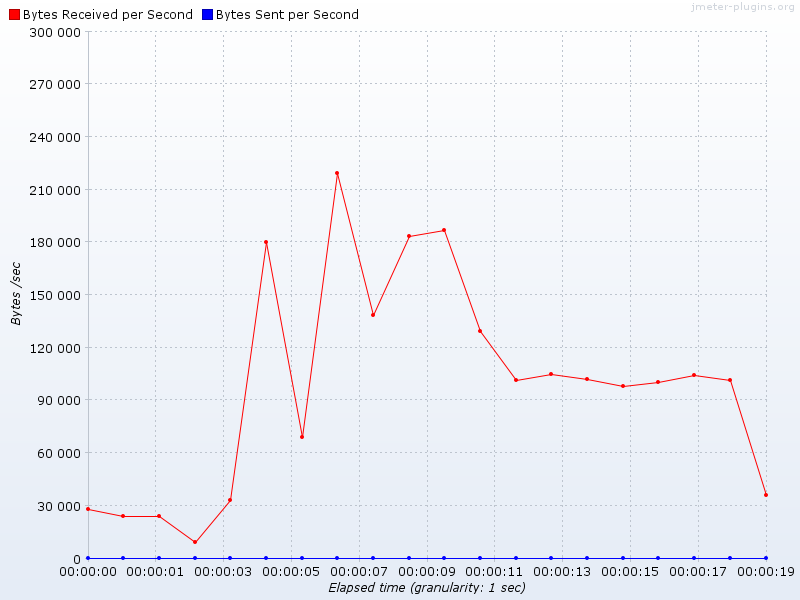 jmeter-plugins.org
Bytes Received per Second Bytes Sent per Second
300 000
270 000
240 000
210 000
180 000
150 000
120 000
90 000
60 000
30 000
0
Bytes /sec
00:00:00 00:00:01 00:00:03 00:00:05 00:00:07 00:00:09 00:00:11 00:00:13 00:00:15 00:00:17 00:00:19
Elapsed time (granularity: 1 sec)